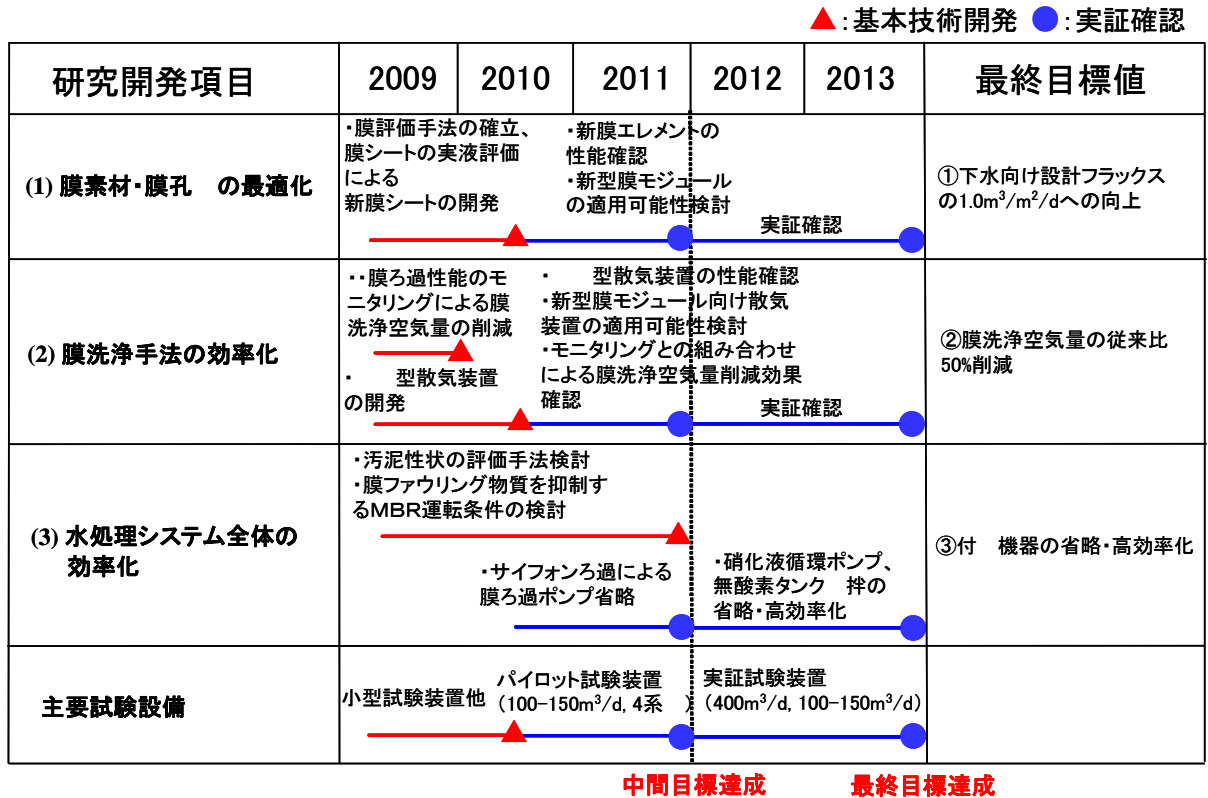 ▲:基本技術開発 ●:実証確認
研究開発項目
2009
2010
2011
2012
2013
最終目標値
(1) 膜素材・膜孔 の最適化
・膜評価手法の確立、
膜シートの実液評価
による
新膜シートの開発
・新膜エレメントの
性能確認
・新型膜モジュール
の適用可能性検討
実証確認
①下水向け設計フラックス
の1.0m³/m²/dへの向上
(2) 膜洗浄手法の効率化
・・膜ろ過性能のモ
ニタリングによる膜
洗浄空気量の削減
・ 型散気装置
の開発
・ 型散気装置の性能確認
・新型膜モジュール向け散気
装置の適用可能性検討
・モニタリングとの組み合わせ
による膜洗浄空気量削減効果
確認
実証確認
②膜洗浄空気量の従来比
50%削減
(3) 水処理システム全体の
効率化
・汚泥性状の評価手法検討
・膜ファウリング物質を抑制す
るMBR運転条件の検討
・サイフォンろ過による
膜ろ過ポンプ省略
・硝化液循環ポンプ、
無酸素タンク 拌の
省略・高効率化
③付 機器の省略・高効率化
主要試験設備
小型試験装置他
パイロット試験装置
(100-150m³/d, 4系 )
実証試験装置
(400m³/d, 100-150m³/d)
中間目標達成
最終目標達成